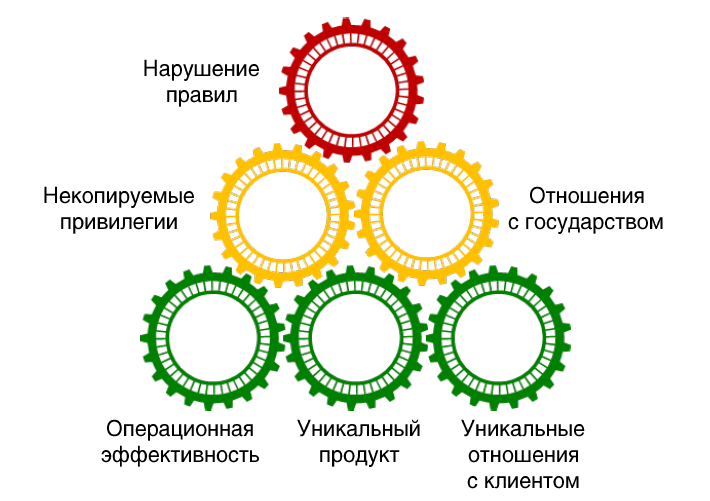 Нарушение
правил
Некопируемые
привилегии
Отношения
с государством
Операционная
эффективность
Уникальный
продукт
Уникальные
отношения
с клиентом